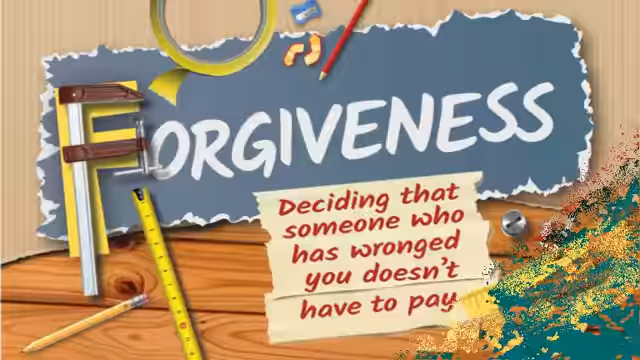 FORGIVENESS
Deciding that
someone who
has wronged
you doesn't
have to pay